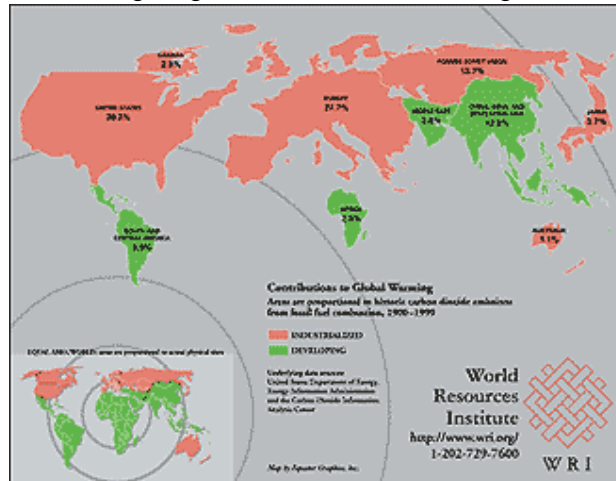 CANADA
2.3%
FORMER SOVIET UNION
13.7%
UNITED STATES
30.3%
EUROPE
27.7%
MIDDLE EAST
2.6%
CHINA, INDIA AND
DEVELOPING ASIA
12.2%
JAPAN
3.7%
AFRICA
2.5%
SOUTH AND
CENTRAL AMERICA
3.8%
AUSTRALIA
1.1%
Contributions to Global Warming
Areas are proportional to historic carbon dioxide emissions
from fossil fuel combustion, 1900-1999
INDUSTRIALIZED
DEVELOPING
EQUAL AREA WORLD: areas are proportional to actual physical sizes
Underlying data sources:
United States Department of Energy,
Energy Information Administration
and the Carbon Dioxide Information
Analysis Center
World
Resources
Institute
http://www.wri.org/
1-202-729-7600
Map by Equator Graphics, Inc.
WRI